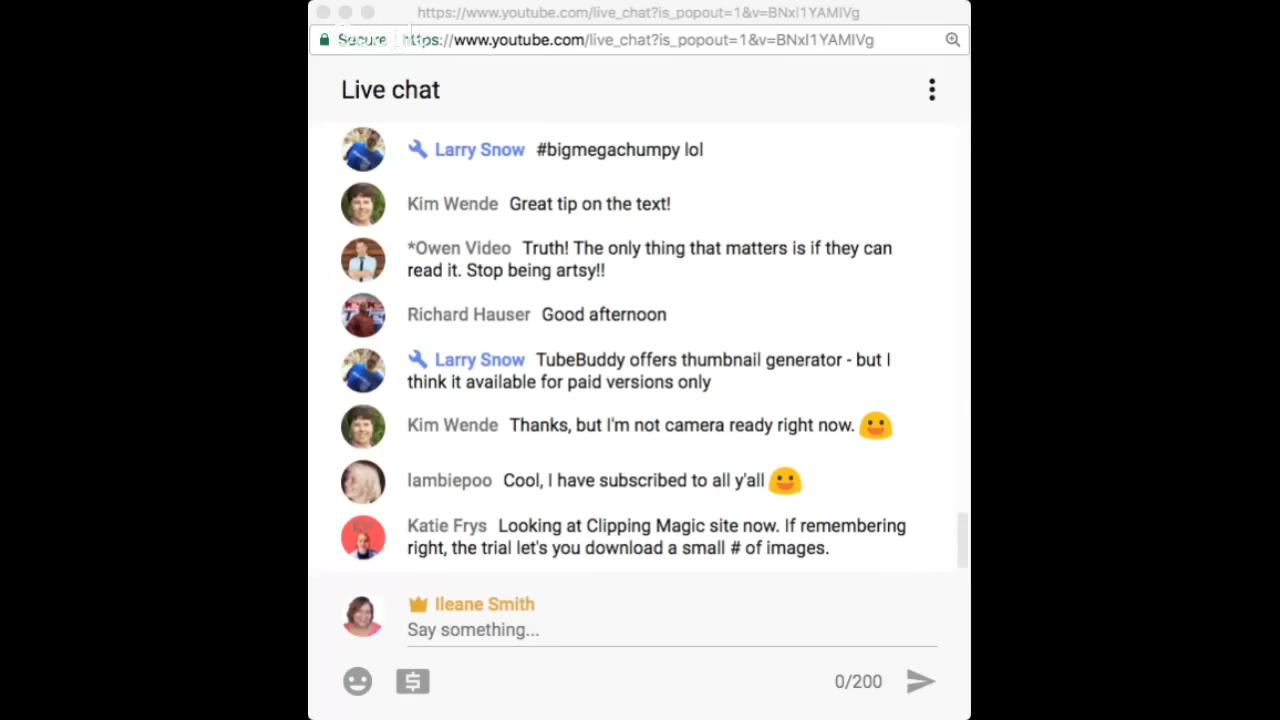 https://www.youtube.com/live_chat?is_popout=1&v=BNxl1YAMIVg
Secure https://www.youtube.com/live_chat?is_popout=1&v=BNxl1YAMIVg
Live chat
Larry Snow #bigmegachumpy lol
Kim Wende Great tip on the text!
*Owen Video Truth! The only thing that matters is if they can
read it. Stop being artsy!!
Richard Hauser Good afternoon
Larry Snow TubeBuddy offers thumbnail generator - but I
think it available for paid versions only
Kim Wende Thanks, but I'm not camera ready right now.
lambiepoo Cool, I have subscribed to all y'all
Katie Frys Looking at Clipping Magic site now. If remembering
right, the trial let's you download a small # of images.
Ileane Smith
Say something...
0/200